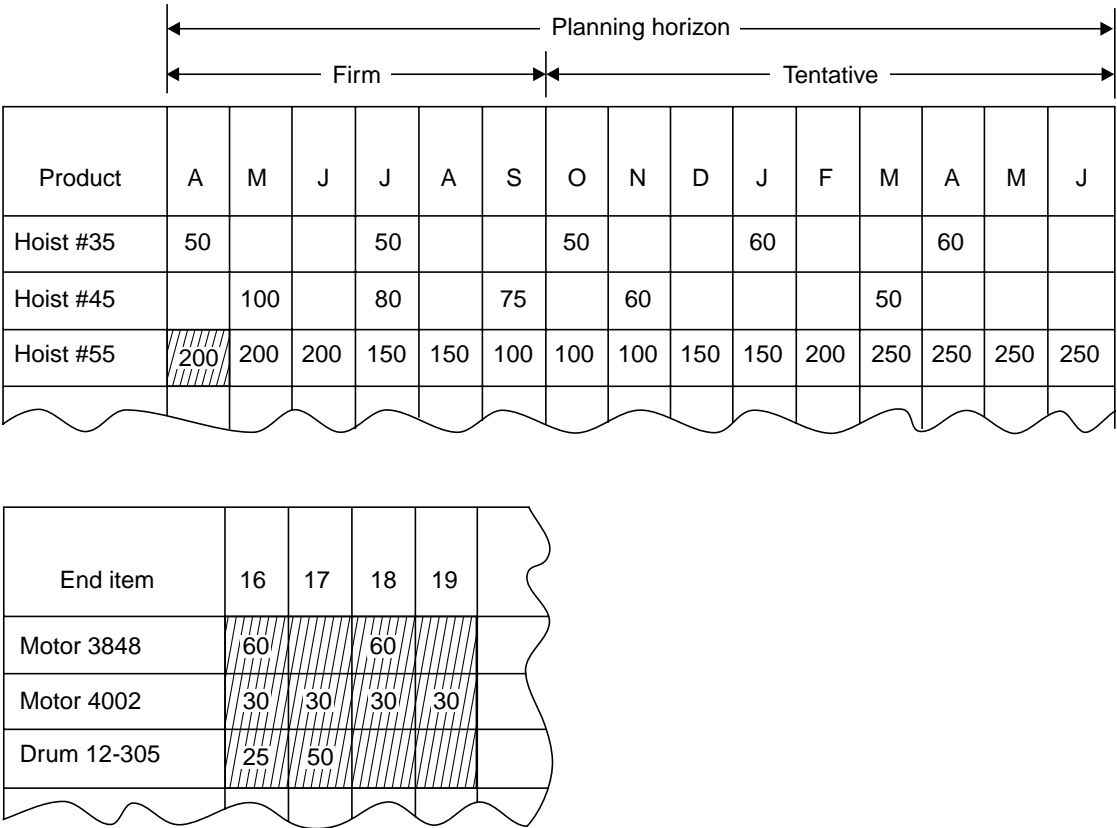 Planning horizon
Firm Tentative
Product A M J J A S O N D J F M A M J
Hoist #35 50 50 50 60 60
Hoist #45 100 80 75 60 50
Hoist #55 200 200 200 150 150 100 100 100 150 150 200 250 250 250 250
End item 16 17 18 19
Motor 3848 60 60
Motor 4002 30 30 30 30
Drum 12-305 25 50